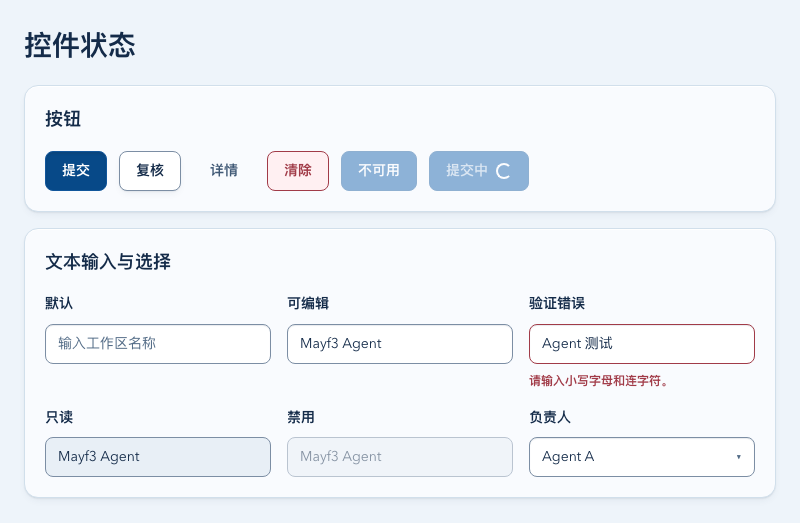 控件状态
按钮
提交 复核 详情 清除 不可用 提交中
文本输入与选择
默认 可编辑 验证错误
输入工作区名称 Mayf3 Agent Agent 测试
请输入小写字母和连字符。
只读 禁用 负责人
Mayf3 Agent Mayf3 Agent Agent A